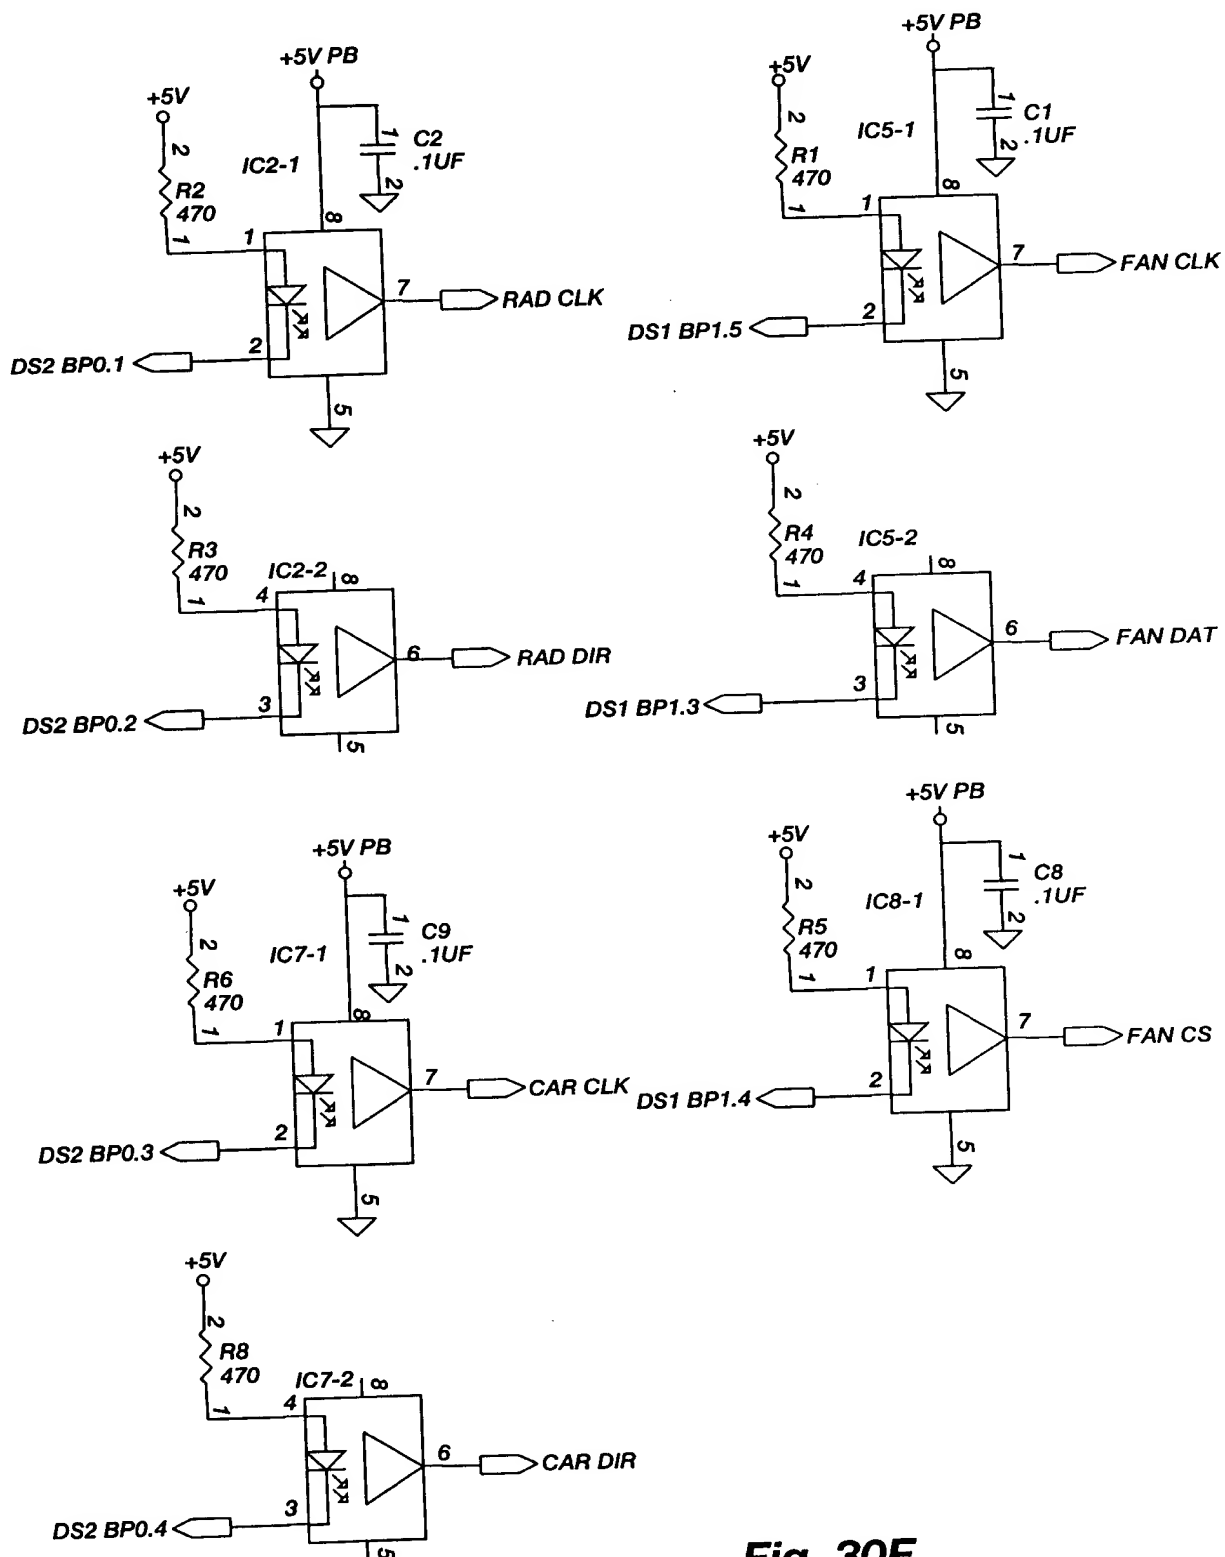 +5V PB
+5V
2
R2
470
1
IC2-1
1
C2
.1UF
2
8
1
7
RAD CLK
2
DS2 BP0.1
5
+5V PB
+5V
2
R1
470
1
IC5-1
1
C1
.1UF
2
8
1
7
FAN CLK
2
DS1 BP1.5
5
+5V
2
R3
470
1
IC2-2
8
4
6
RAD DIR
3
DS2 BP0.2
5
+5V
2
R4
470
1
IC5-2
8
4
6
FAN DAT
3
DS1 BP1.3
5
+5V PB
+5V
2
R6
470
1
IC7-1
1
C9
.1UF
2
8
1
7
CAR CLK
2
DS2 BP0.3
5
+5V PB
+5V
2
R5
470
1
IC8-1
1
C8
.1UF
2
8
1
7
FAN CS
2
DS1 BP1.4
5
+5V
2
R8
470
1
IC7-2
8
4
6
CAR DIR
3
DS2 BP0.4
5